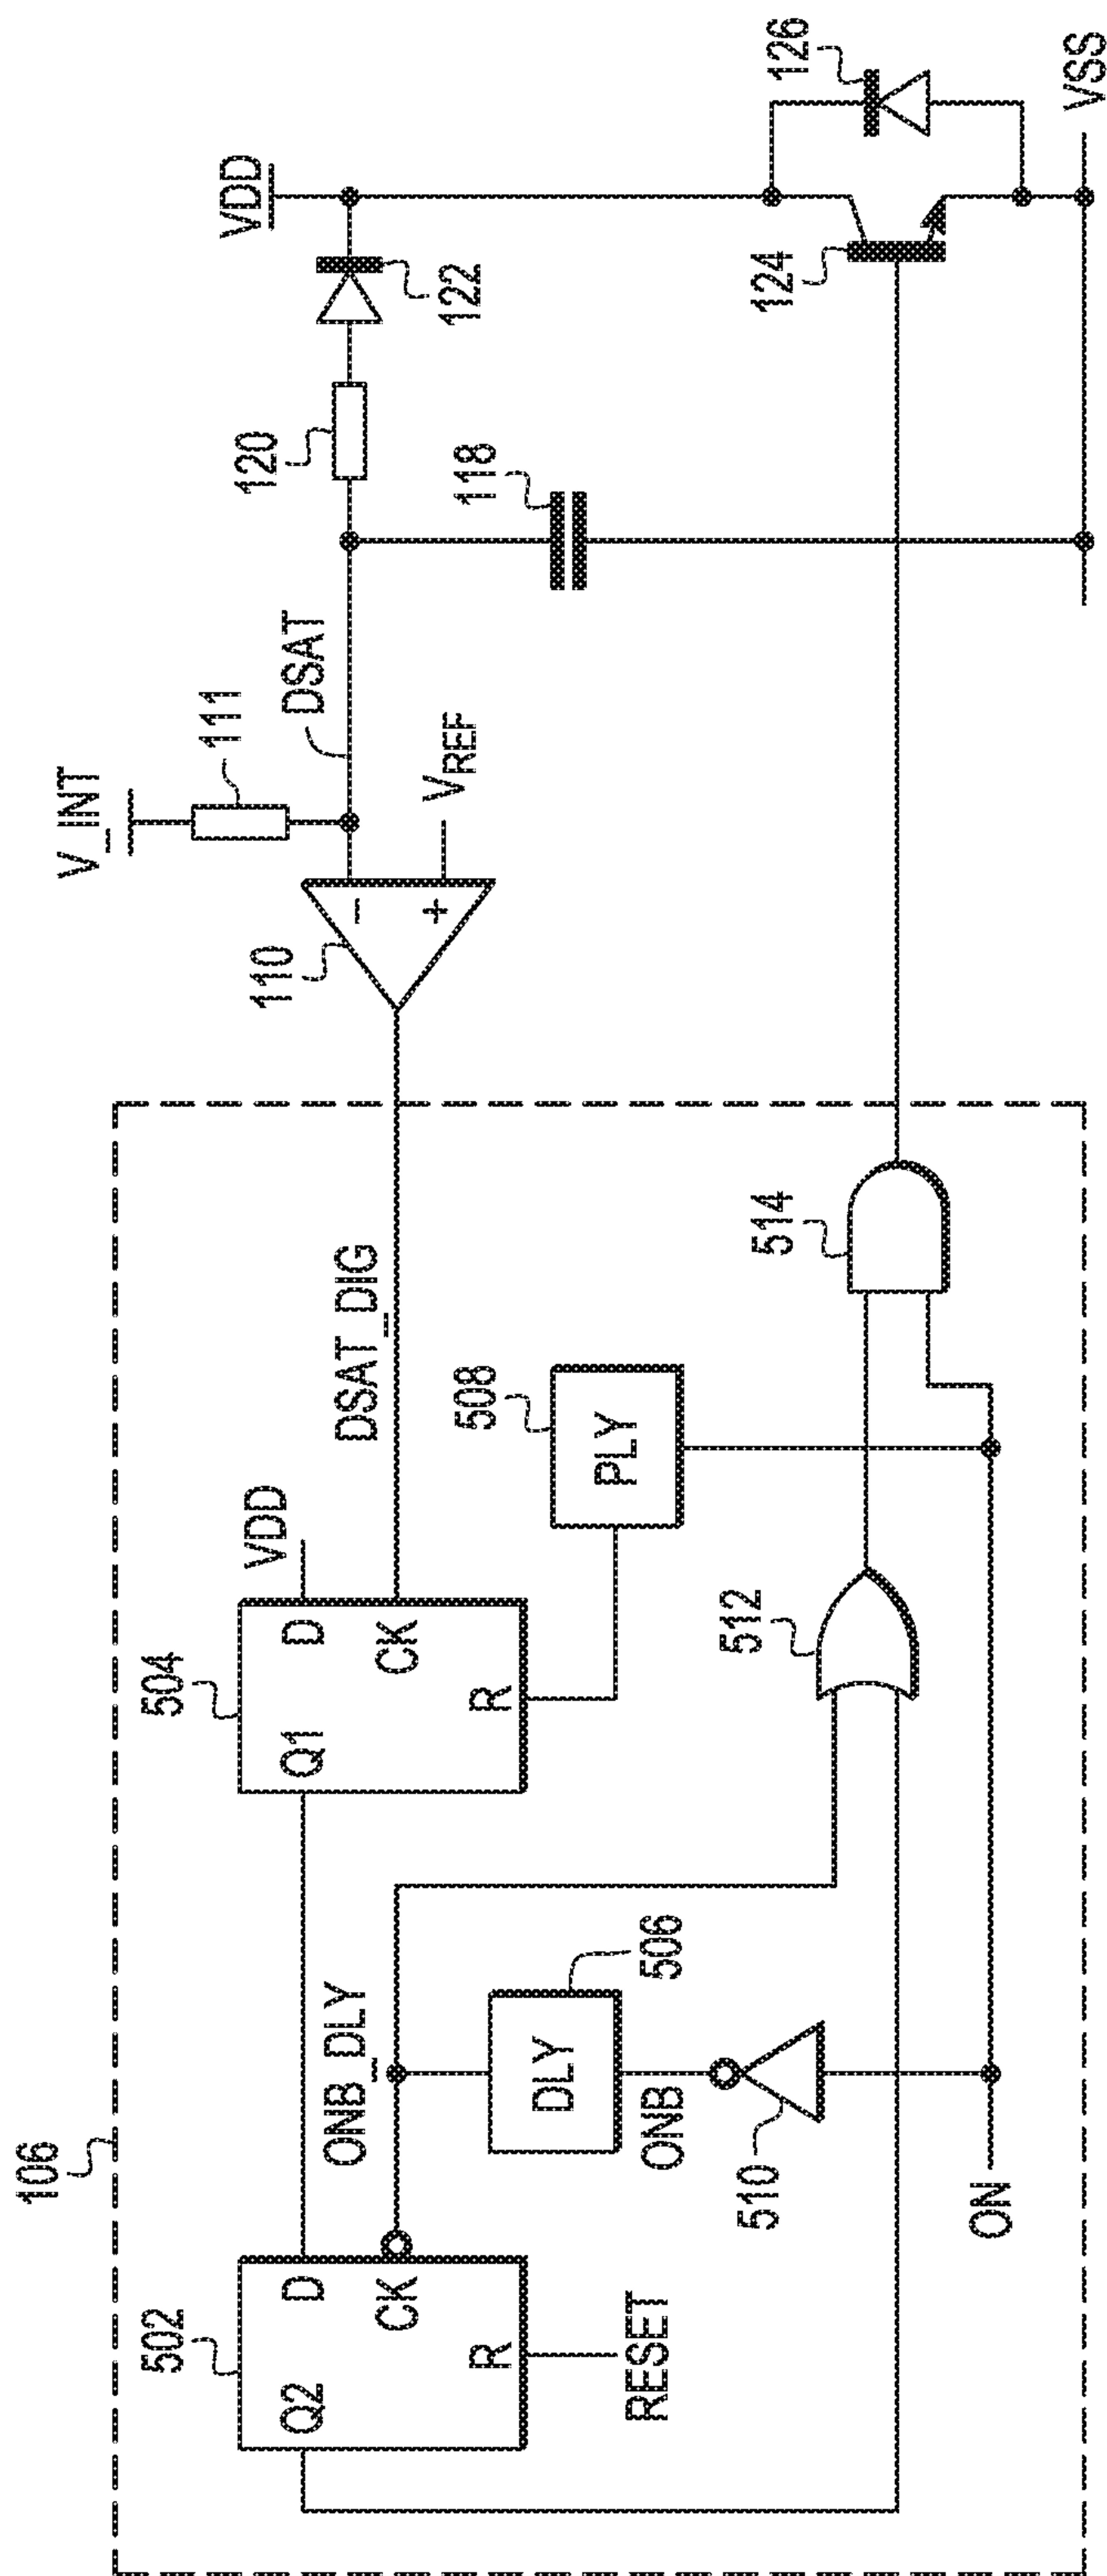 106
502
Q2
D
CK
R
RESET
ONB_DLY
DLY
506
ONB
510
ON
504
Q1
D
VDD
CK
R
DSAT_DIG
508
PLY
512
514
110
−
+
V_INT
111
DSAT
VREF
120
118
122
VDD
124
126
VSS